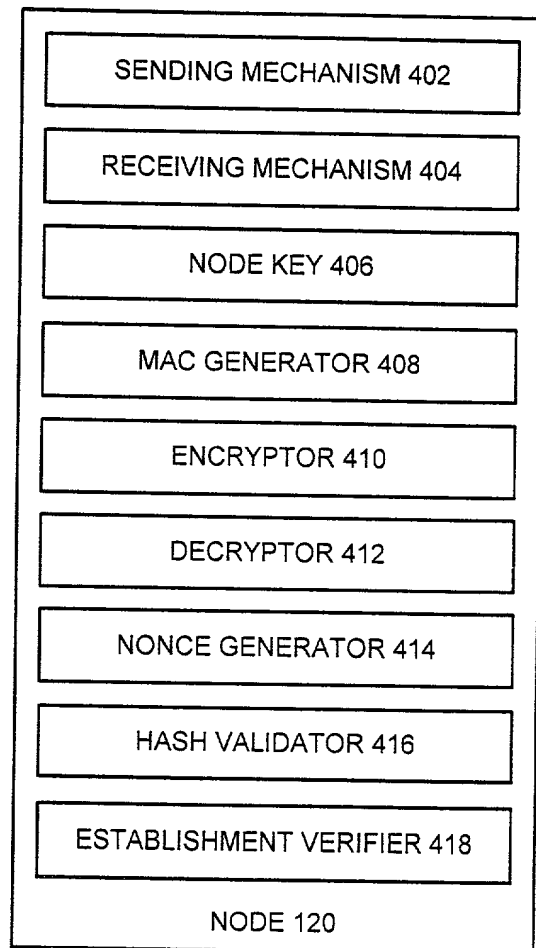 SENDING MECHANISM 402
RECEIVING MECHANISM 404
NODE KEY 406
MAC GENERATOR 408
ENCRYPTOR 410
DECRYPTOR 412
NONCE GENERATOR 414
HASH VALIDATOR 416
ESTABLISHMENT VERIFIER 418
NODE 120